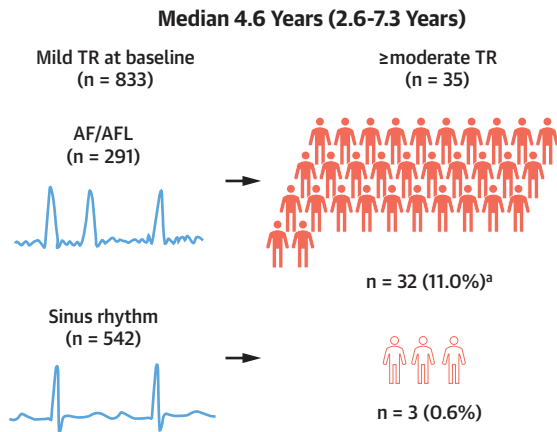 Median 4.6 Years (2.6-7.3 Years)
Mild TR at baseline
(n = 833)
≥moderate TR
(n = 35)
AF/AFL
(n = 291)
n = 32 (11.0%)ᵃ
Sinus rhythm
(n = 542)
n = 3 (0.6%)